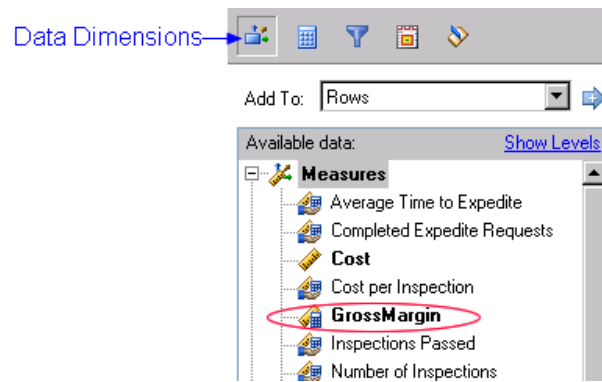 Data Dimensions
Add To: Rows
Available data: Show Levels
Measures
Average Time to Expedite
Completed Expedite Requests
Cost
Cost per Inspection
GrossMargin
Inspections Passed
Number of Inspections